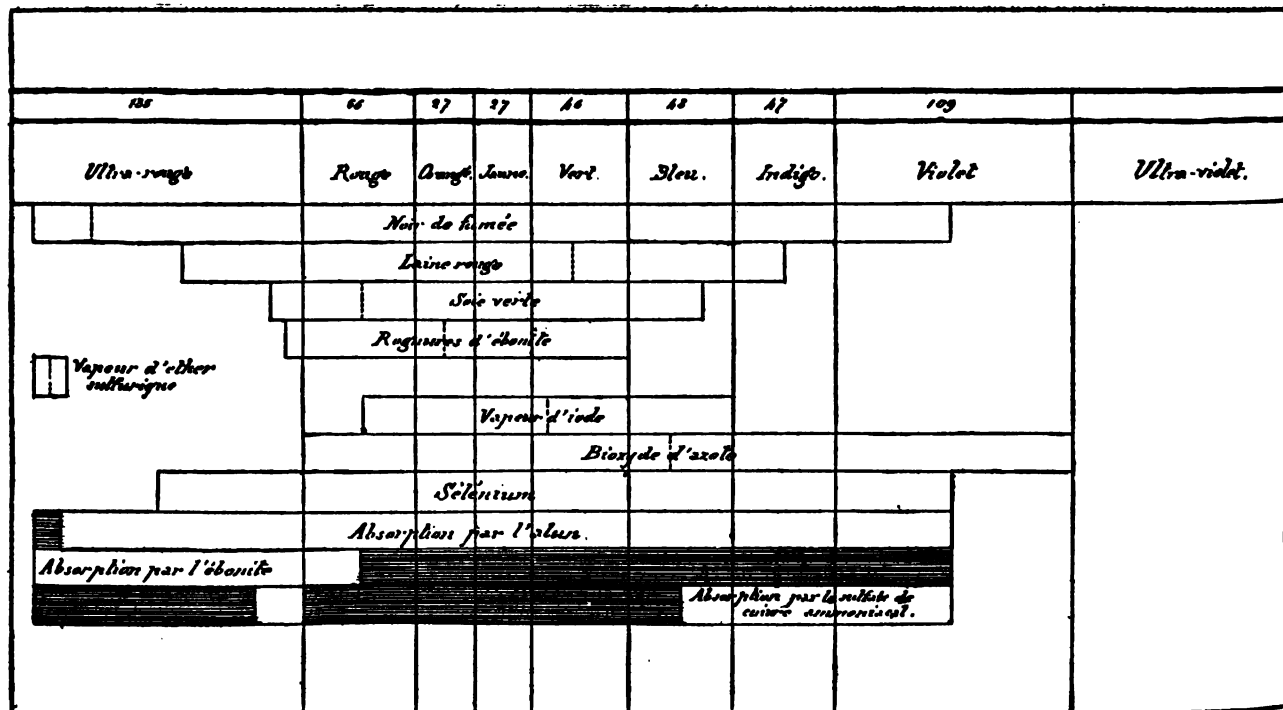 135 66 27 27 46 48 47 109
Ultra-rouge Rouge Orangé. Jaune. Vert. Bleu. Indigo. Violet Ultra-violet.
Noir de fumée
Laine rouge
Soie verte
Rognures d'ébonite
Vapeur d'ether
sulfurique
Vapeur d'iode
Bioxyde d'azote
Sélénium
Absorption par l'alun.
Absorption par l'ébonite
Absorption par le sulfate de
cuivre ammoniacal.